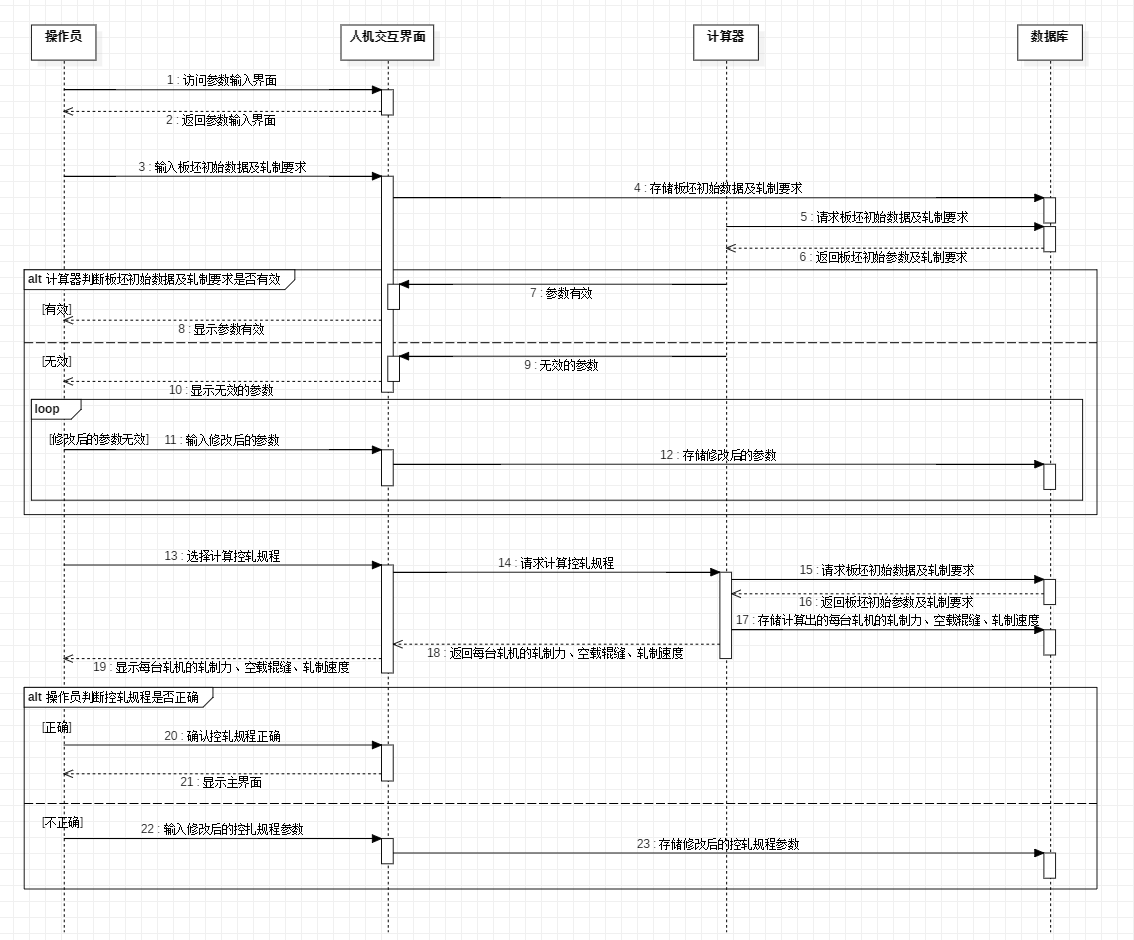 操作员
人机交互界面
计算器
数据库
1 : 访问参数输入界面
2 : 返回参数输入界面
3 : 输入板坯初始数据及轧制要求
4 : 存储板坯初始数据及轧制要求
5 : 请求板坯初始数据及轧制要求
6 : 返回板坯初始参数及轧制要求
alt 计算器判断板坯初始数据及轧制要求是否有效
7 : 参数有效
[有效]
8 : 显示参数有效
[无效]
9 : 无效的参数
10 : 显示无效的参数
loop
[修改后的参数无效]
11 : 输入修改后的参数
12 : 存储修改后的参数
13 : 选择计算控轧规程
14 : 请求计算控轧规程
15 : 请求板坯初始数据及轧制要求
16 : 返回板坯初始参数及轧制要求
17 : 存储计算出的每台轧机的轧制力、空载辊缝、轧制速度
18 : 返回每台轧机的轧制力、空载辊缝、轧制速度
19 : 显示每台轧机的轧制力、空载辊缝、轧制速度
alt 操作员判断控轧规程是否正确
[正确]
20 : 确认控轧规程正确
21 : 显示主界面
[不正确]
22 : 输入修改后的控扎规程参数
23 : 存储修改后的控轧规程参数